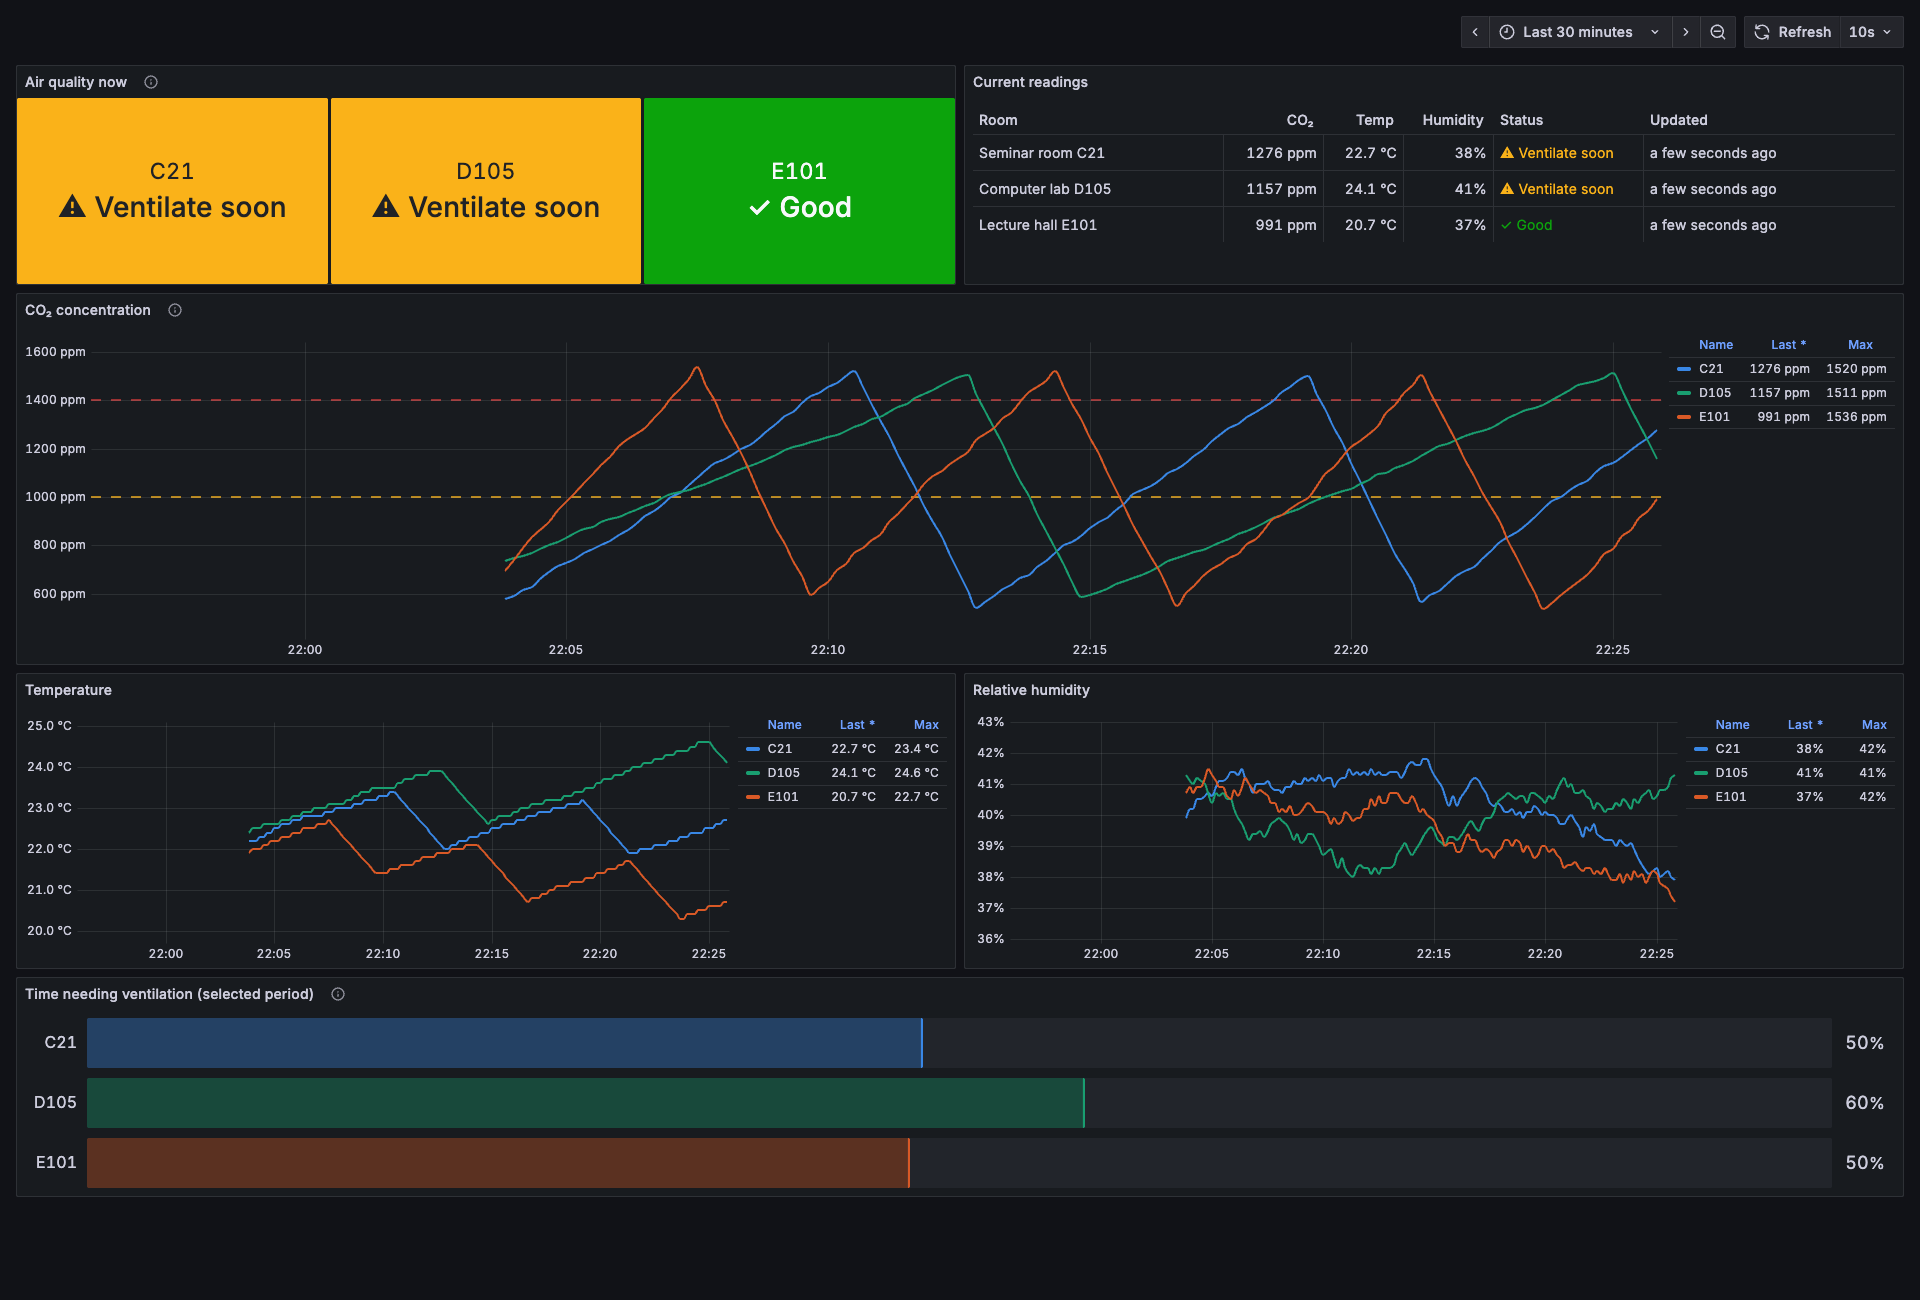 Last 30 minutes
Refresh 10s
Air quality now
C21
Ventilate soon
D105
Ventilate soon
E101
Good
Current readings
Room CO₂ Temp Humidity Status Updated
Seminar room C21 1276 ppm 22.7 °C 38% Ventilate soon a few seconds ago
Computer lab D105 1157 ppm 24.1 °C 41% Ventilate soon a few seconds ago
Lecture hall E101 991 ppm 20.7 °C 37% Good a few seconds ago
CO₂ concentration
1600 ppm
1400 ppm
1200 ppm
1000 ppm
800 ppm
600 ppm
22:00 22:05 22:10 22:15 22:20 22:25
Name Last * Max
C21 1276 ppm 1520 ppm
D105 1157 ppm 1511 ppm
E101 991 ppm 1536 ppm
Temperature
25.0 °C
24.0 °C
23.0 °C
22.0 °C
21.0 °C
20.0 °C
22:00 22:05 22:10 22:15 22:20 22:25
Name Last * Max
C21 22.7 °C 23.4 °C
D105 24.1 °C 24.6 °C
E101 20.7 °C 22.7 °C
Relative humidity
43%
42%
41%
40%
39%
38%
37%
36%
22:00 22:05 22:10 22:15 22:20 22:25
Name Last * Max
C21 38% 42%
D105 41% 41%
E101 37% 42%
Time needing ventilation (selected period)
C21 50%
D105 60%
E101 50%